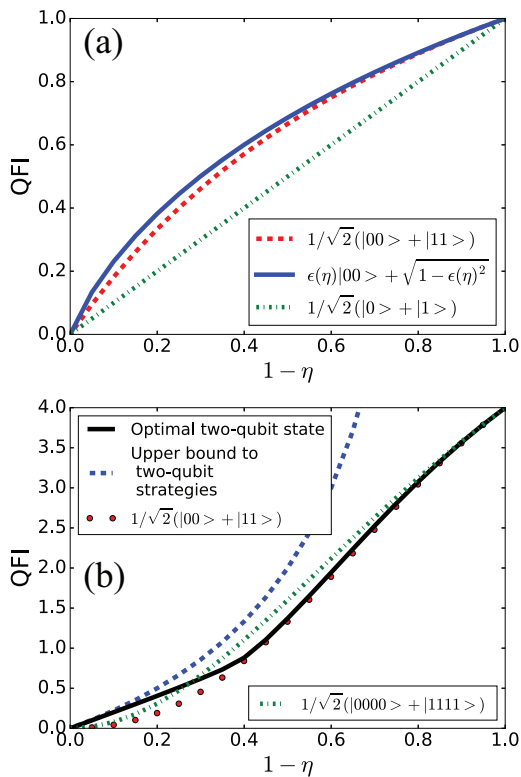 (a)
QFI
1.0
0.8
0.6
0.4
0.2
0.0
1/√2(|00 > +|11 >)
ϵ(η)|00 > +√1 − ϵ(η)²
1/√2(|0 > +|1 >)
0.0 0.2 0.4 0.6 0.8 1.0
1 − η
(b)
QFI
4.0
3.5
3.0
2.5
2.0
1.5
1.0
0.5
0.0
Optimal two-qubit state
Upper bound to
two-qubit
strategies
1/√2(|00 > +|11 >)
1/√2(|0000 > +|1111 >)
0.0 0.2 0.4 0.6 0.8 1.0
1 − η